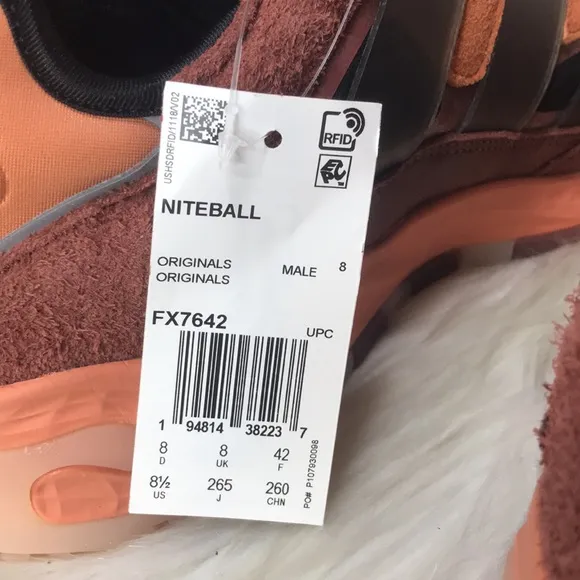 USHSDRFID/1118/V02
RFID
EPC
NITEBALL
ORIGINALS MALE 8
ORIGINALS
FX7642
UPC
1 94814 38223 7
8 8 42
D UK F
8½ 265 260
US J CHN
PO# P107930098